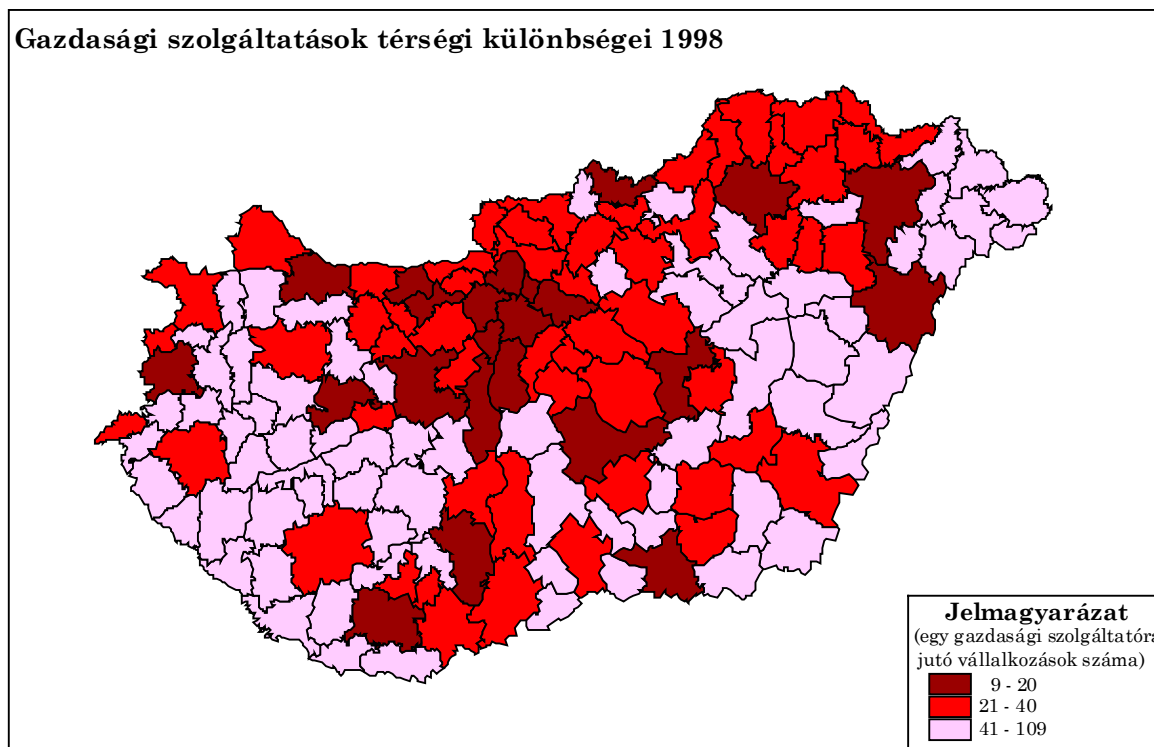 Gazdasági szolgáltatások térségi különbségei 1998
Jelmagyarázat
(egy gazdasági szolgáltatóra
jutó vállalkozások száma)
9 - 20
21 - 40
41 - 109